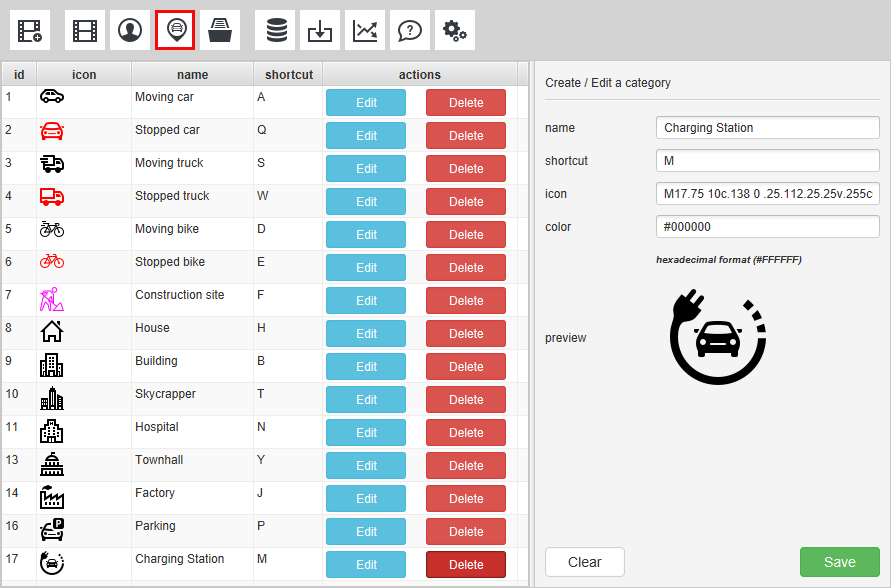 id icon name shortcut actions
1 Moving car A Edit Delete
2 Stopped car Q Edit Delete
3 Moving truck S Edit Delete
4 Stopped truck W Edit Delete
5 Moving bike D Edit Delete
6 Stopped bike E Edit Delete
7 Construction site F Edit Delete
8 House H Edit Delete
9 Building B Edit Delete
10 Skycrapper T Edit Delete
11 Hospital N Edit Delete
13 Townhall Y Edit Delete
14 Factory J Edit Delete
16 P Parking P Edit Delete
17 Charging Station M Edit Delete
Create / Edit a category
name Charging Station
shortcut M
icon M17.75 10c.138 0 .25.112.25.25v.255c
color #000000
hexadecimal format (#FFFFFF)
preview
Clear Save